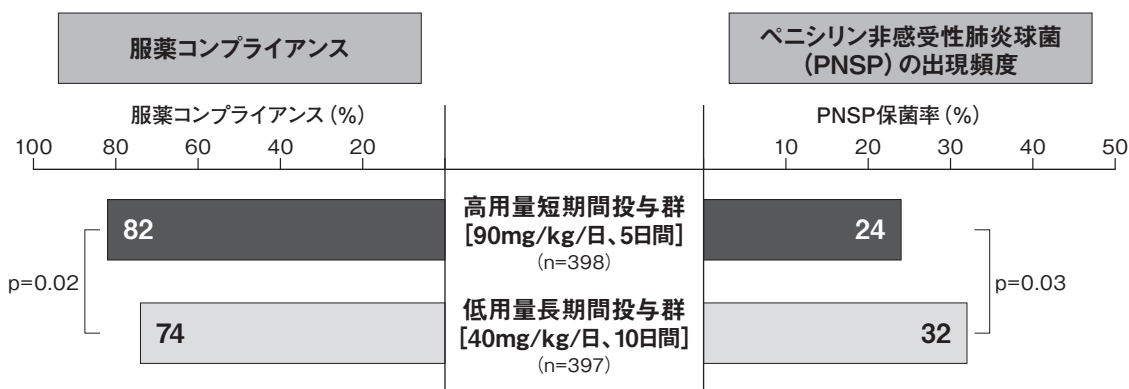 服薬コンプライアンス
ペニシリン非感受性肺炎球菌
(PNSP)の出現頻度
服薬コンプライアンス(%)
PNSP保菌率(%)
100 80 60 40 20
10 20 30 40 50
高用量短期間投与群
[90mg/kg/日、5日間]
(n=398)
82
24
p=0.02
p=0.03
低用量長期間投与群
[40mg/kg/日、10日間]
(n=397)
74
32